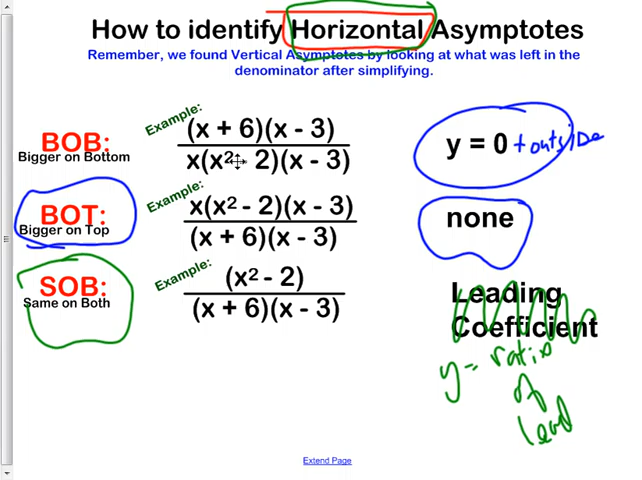 How to identify Horizontal Asymptotes
Remember, we found Vertical Asymptotes by looking at what was left in the
denominator after simplifying.
BOB:
Bigger on Bottom
Example:
(x + 6)(x - 3)
x(x² - 2)(x - 3)
y = 0 + outside
BOT:
Bigger on Top
Example:
x(x² - 2)(x - 3)
(x + 6)(x - 3)
none
SOB:
Same on Both
Example:
(x² - 2)
(x + 6)(x - 3)
Leading
Coefficient
y = ratio
of
lead
Extend Page